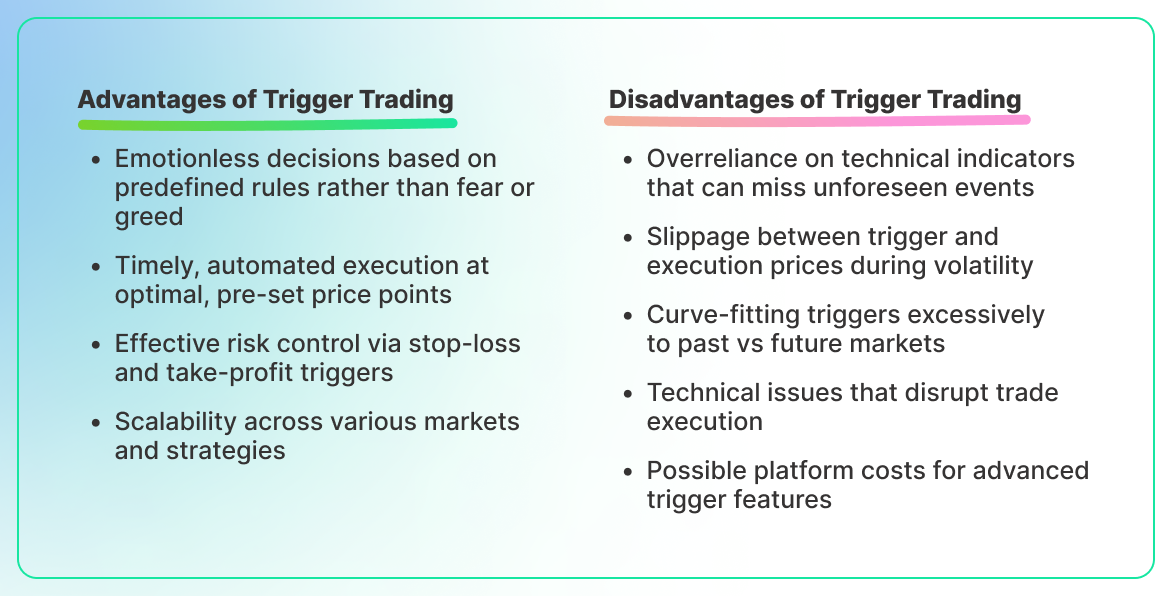 Advantages of Trigger Trading
• Emotionless decisions based on
predefined rules rather than fear or
greed
• Timely, automated execution at
optimal, pre-set price points
• Effective risk control via stop-loss
and take-profit triggers
• Scalability across various markets
and strategies
Disadvantages of Trigger Trading
• Overreliance on technical indicators
that can miss unforeseen events
• Slippage between trigger and
execution prices during volatility
• Curve-fitting triggers excessively
to past vs future markets
• Technical issues that disrupt trade
execution
• Possible platform costs for advanced
trigger features